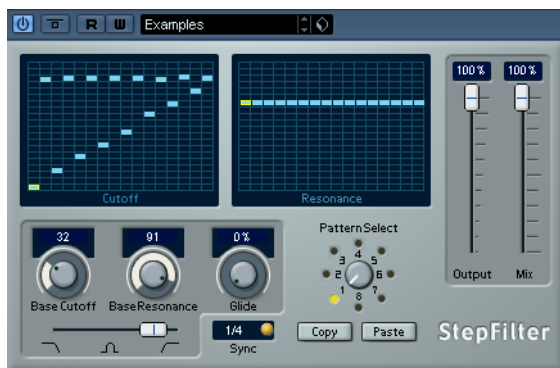 R W Examples
100 % 100 %
Cutoff Resonance
32 91 0 %
Base Cutoff Base Resonance Glide
Pattern Select
1 2 3 4 5 6 7 8
Output Mix
1/4
Sync
Copy Paste
StepFilter